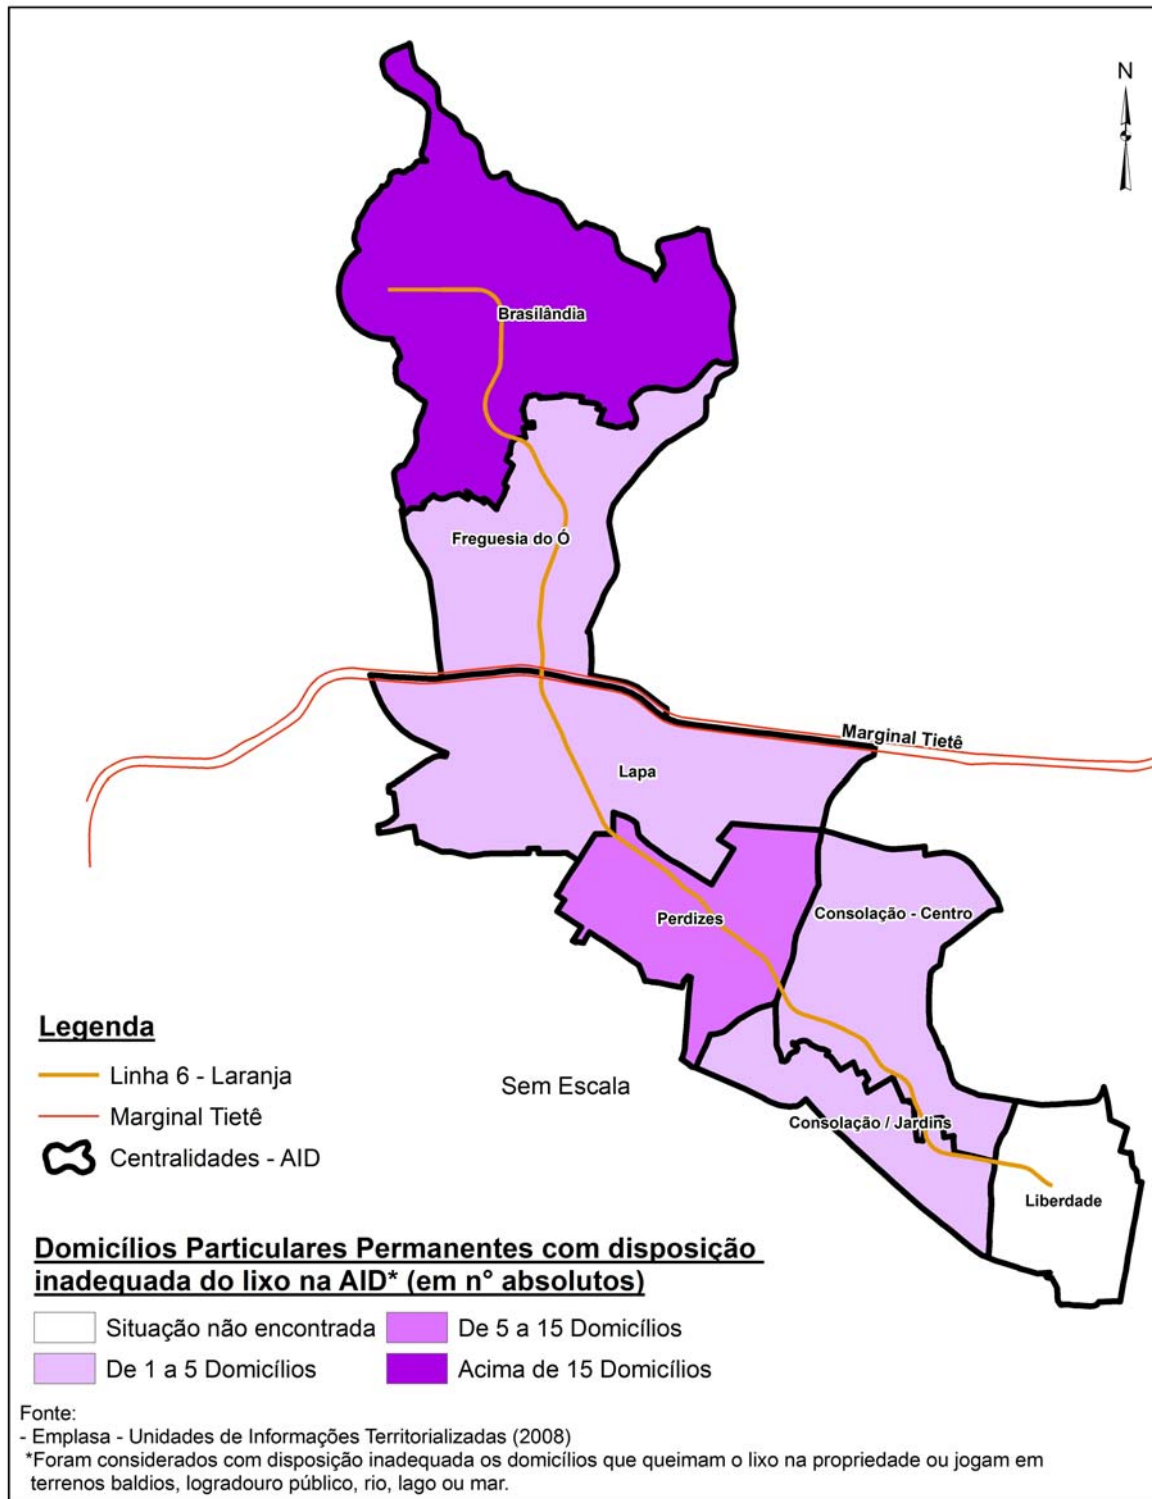 N
Brasilândia
Freguesia do Ó
Marginal Tietê
Lapa
Perdizes
Consolação - Centro
Legenda
Linha 6 - Laranja
Marginal Tietê
Centralidades - AID
Sem Escala
Consolação / Jardins
Liberdade
Domicílios Particulares Permanentes com disposição
inadequada do lixo na AID* (em n° absolutos)
Situação não encontrada
De 5 a 15 Domicílios
De 1 a 5 Domicílios
Acima de 15 Domicílios
Fonte:
- Emplasa - Unidades de Informações Territorializadas (2008)
*Foram considerados com disposição inadequada os domicílios que queimam o lixo na propriedade ou jogam em
terrenos baldios, logradouro público, rio, lago ou mar.